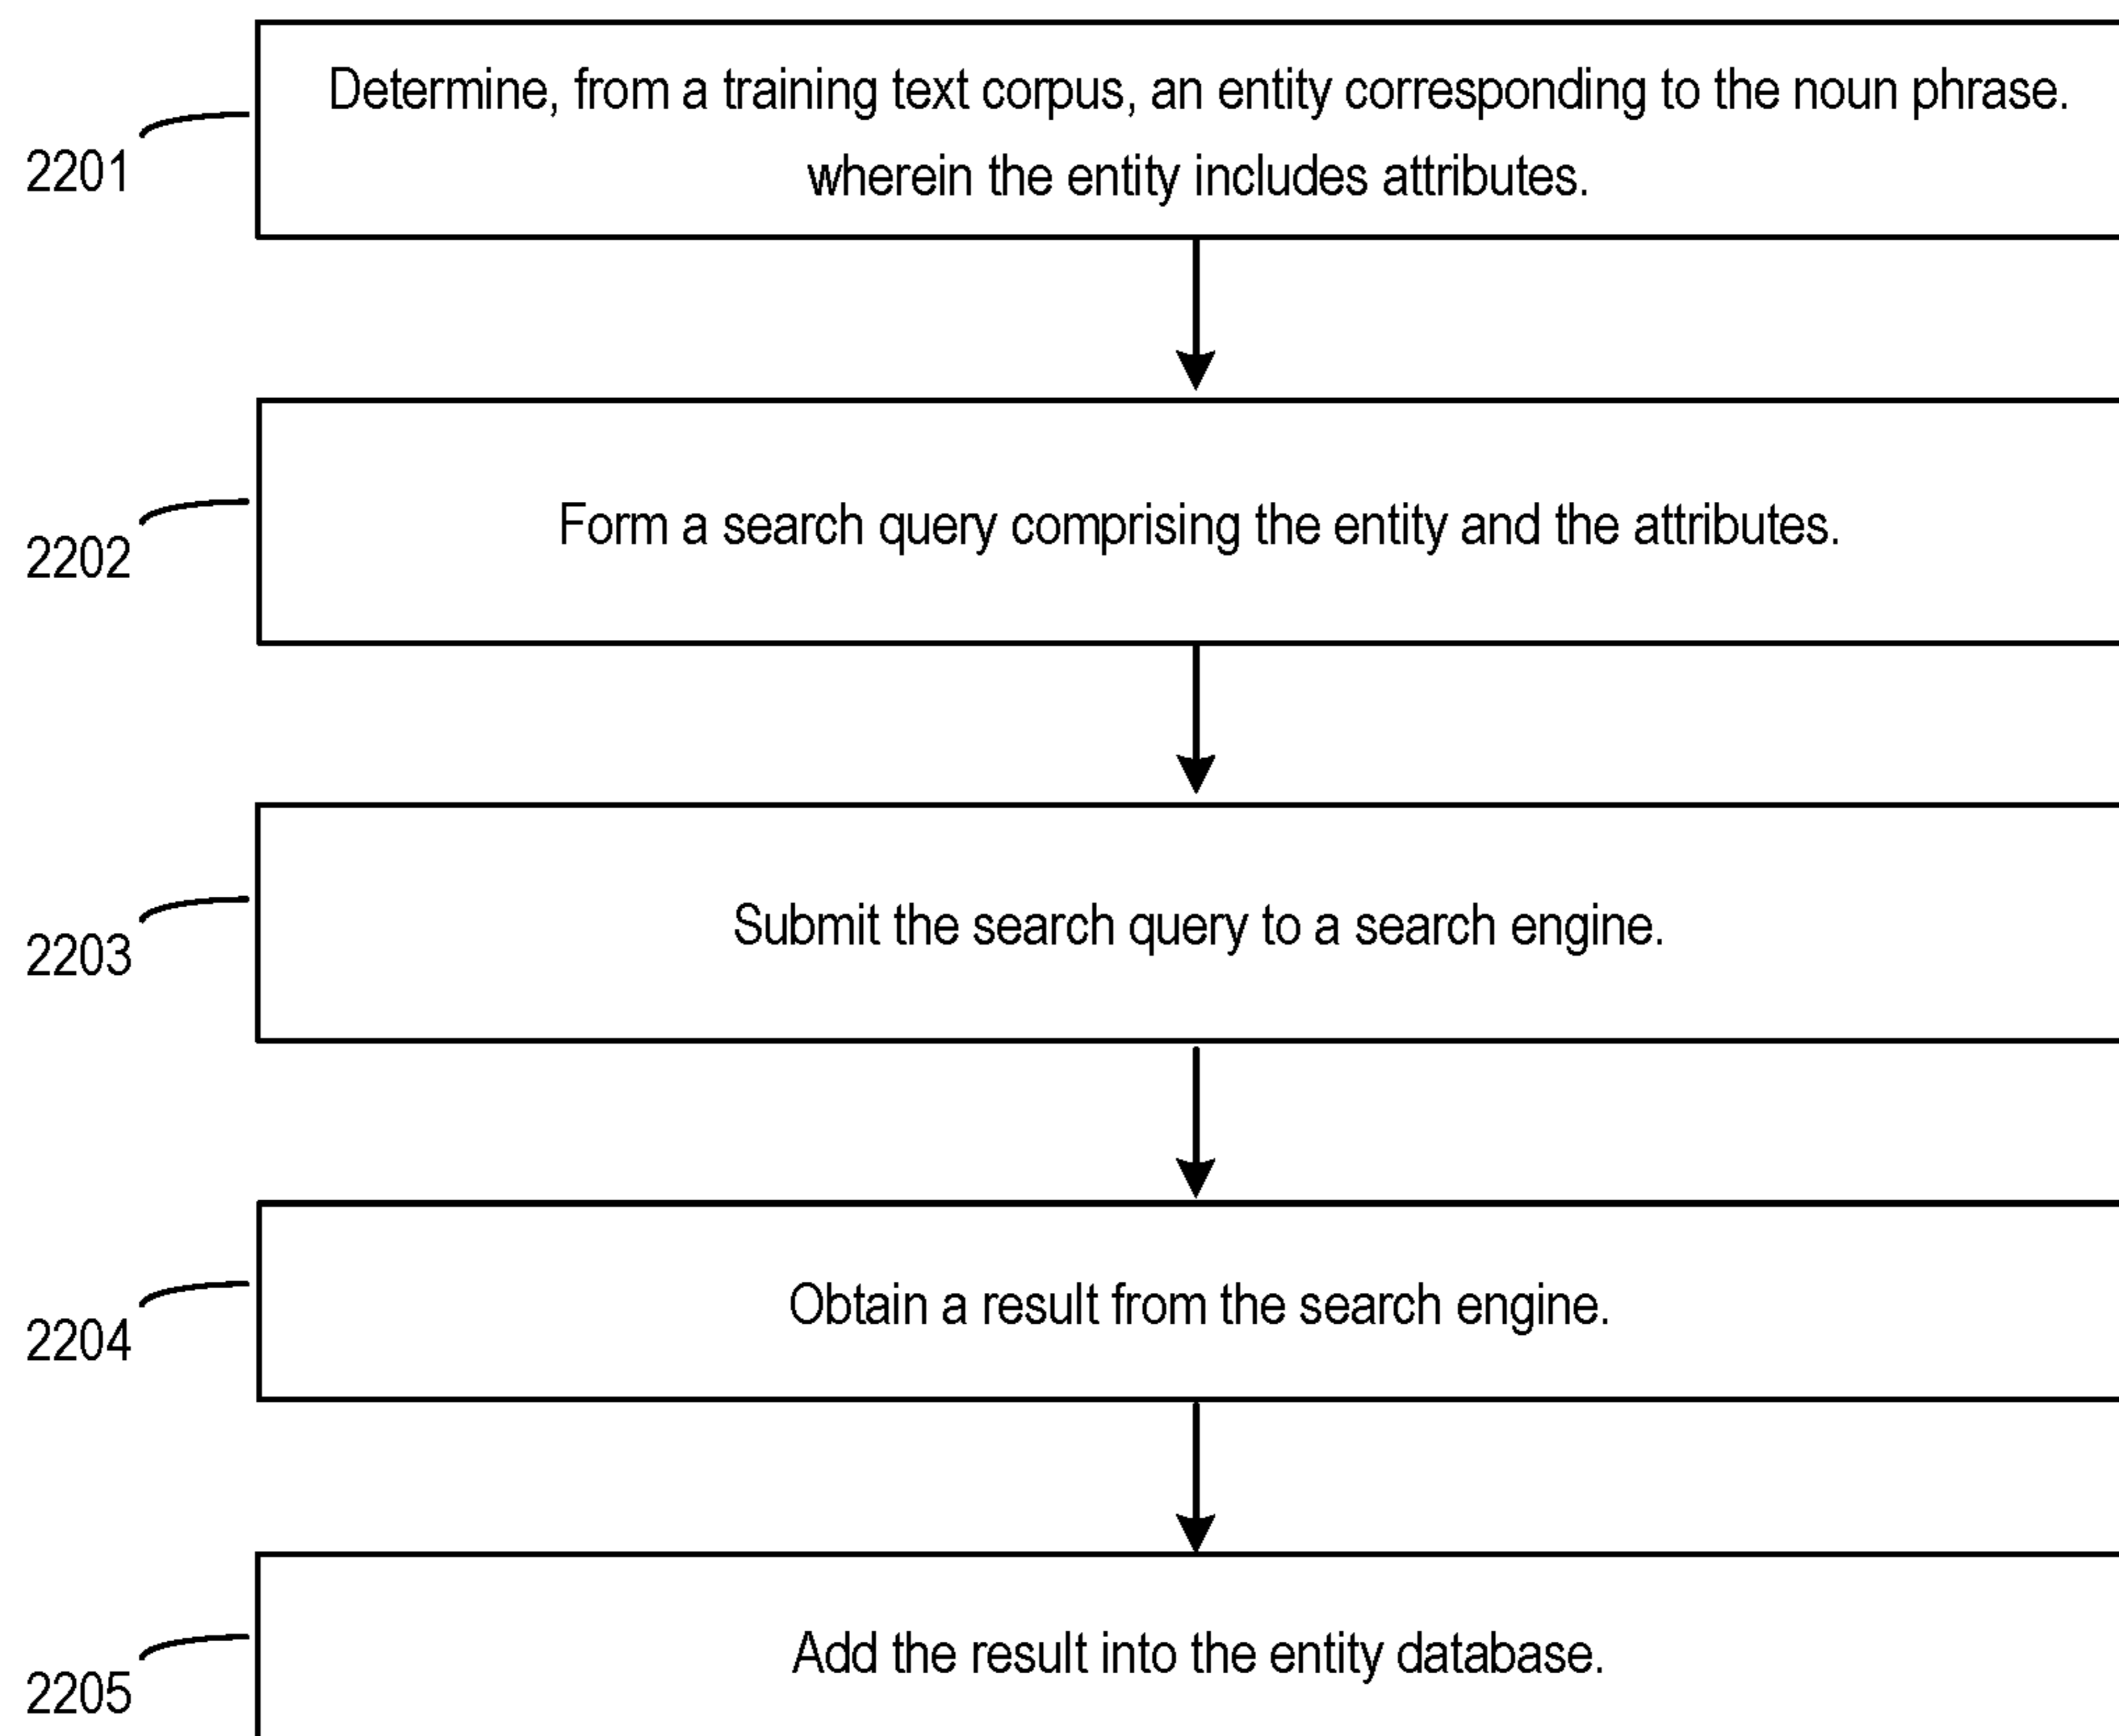 Determine, from a training text corpus, an entity corresponding to the noun phrase.
wherein the entity includes attributes.
2201
Form a search query comprising the entity and the attributes.
2202
Submit the search query to a search engine.
2203
Obtain a result from the search engine.
2204
Add the result into the entity database.
2205